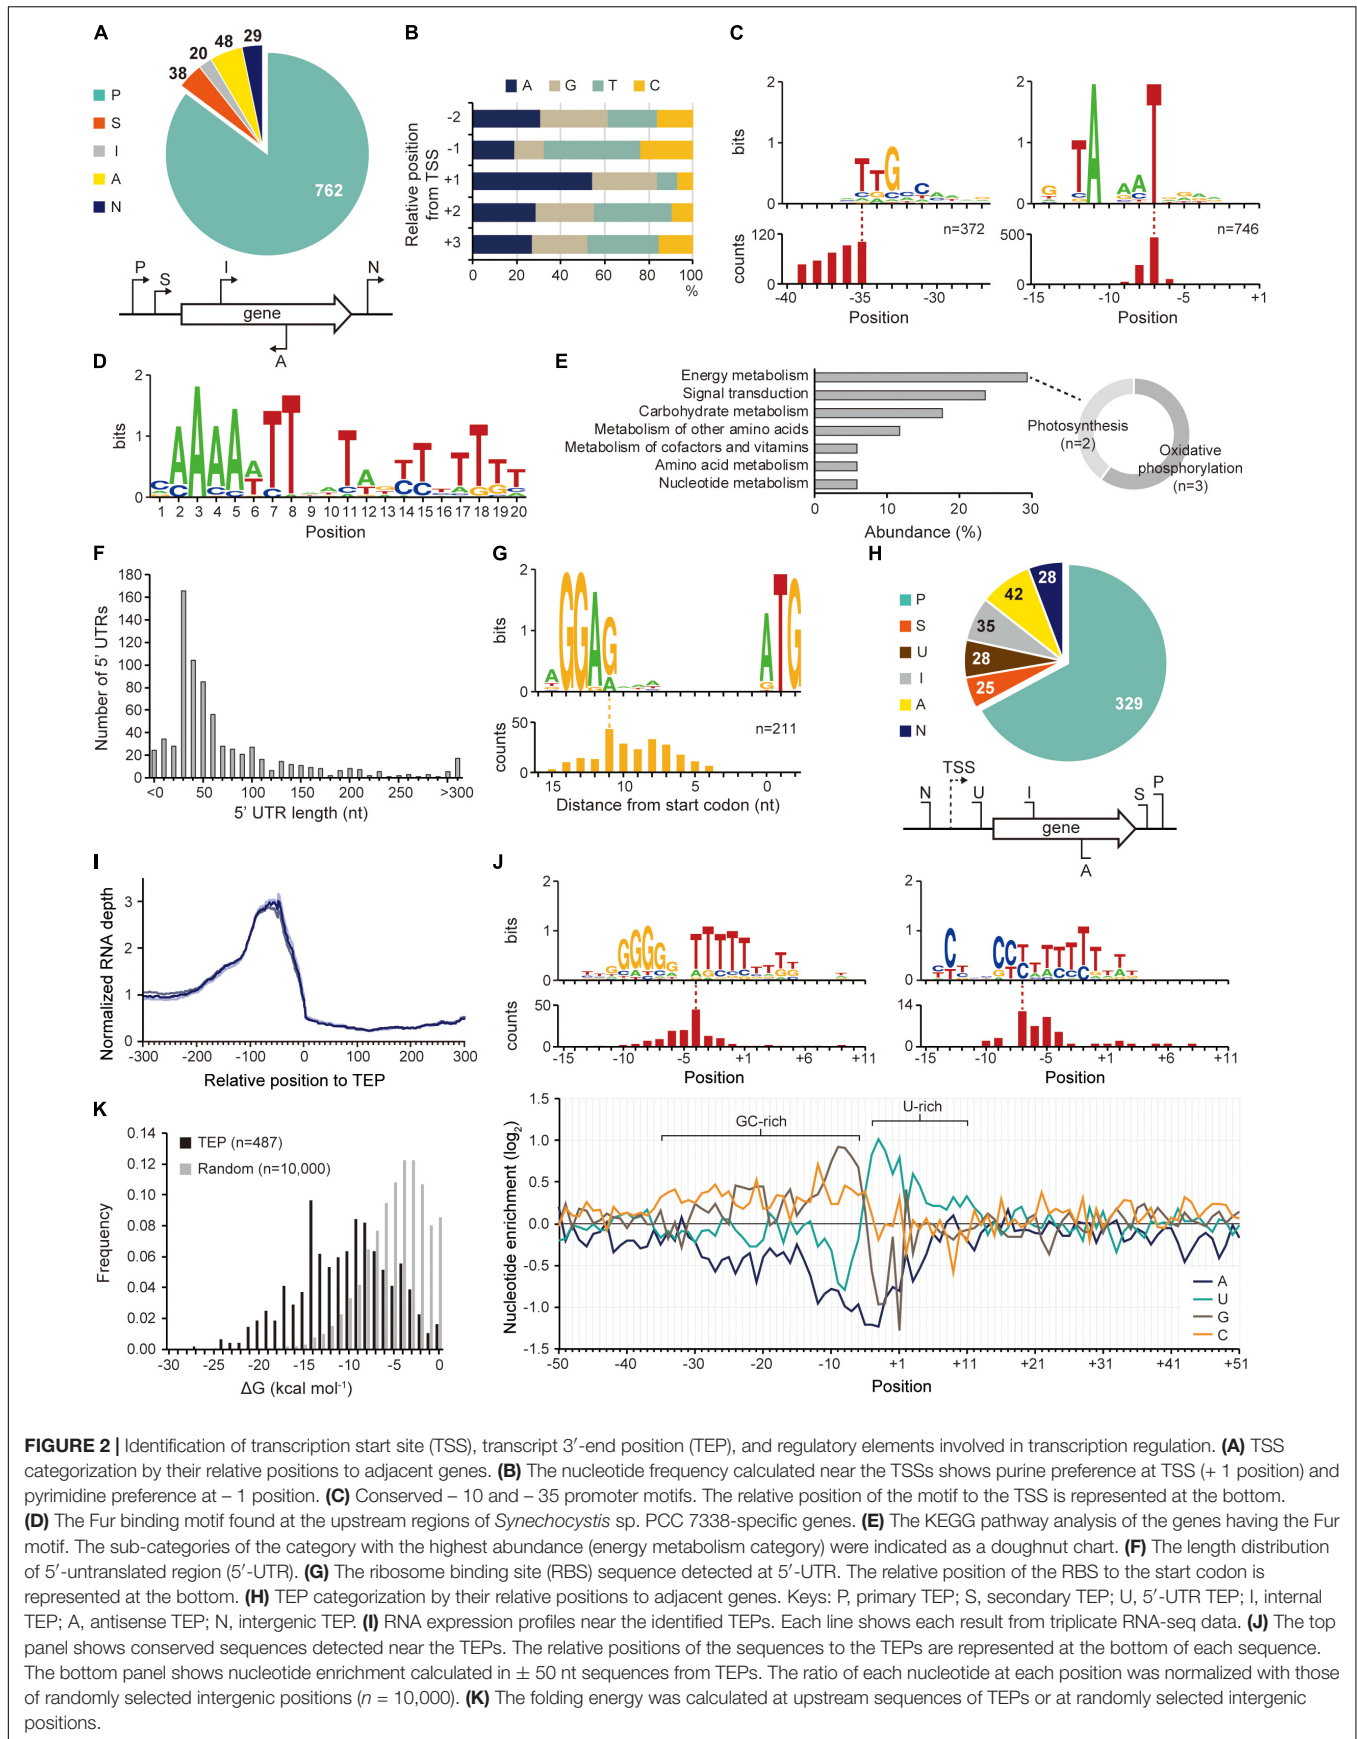 A
38
20
48
29
P
S
I
A
N
762
P
S
I
N
gene
A
B
A G T C
Relative position
from TSS
-2
-1
+1
+2
+3
0 20 40 60 80 100
%
C
2
1
0
bits
TTG
C
n=372
120
0
counts
-40 -35 -30
Position
2
1
0
G TA AA T
n=746
500
0
-15 -10 -5 +1
Position
D
2
1
0
bits
1 2 3 4 5 6 7 8 9 10 11 12 13 14 15 16 17 18 19 20
Position
E
Energy metabolism
Signal transduction
Carbohydrate metabolism
Metabolism of other amino acids
Metabolism of cofactors and vitamins
Amino acid metabolism
Nucleotide metabolism
0 10 20 30
Abundance (%)
Photosynthesis
(n=2)
Oxidative
phosphorylation
(n=3)
F
180
160
140
120
100
80
60
40
20
0
Number of 5' UTRs
<0 50 100 150 200 250 >300
5' UTR length (nt)
G
2
1
0
bits
A GGAG ATG
50
0
counts
n=211
15 10 5 0
Distance from start codon (nt)
H
P
S
U
I
A
N
28
42
35
28
25
329
N
TSS
U
I
S
P
gene
A
I
3
2
1
0
Normalized RNA depth
-300 -200 -100 0 100 200 300
Relative position to TEP
J
2
1
0
bits
GGGG TTTTT
50
0
counts
-15 -10 -5 +1 +6 +11
Position
2
1
0
C CCT TTTTT
14
0
-15 -10 -5 +1 +6 +11
Position
1.5
1.0
0.5
0.0
-0.5
-1.0
-1.5
Nucleotide enrichment (log2)
GC-rich
U-rich
A
U
G
C
-50 -40 -30 -20 -10 +1 +11 +21 +31 +41 +51
Position
K
TEP (n=487)
Random (n=10,000)
0.14
0.12
0.10
0.08
0.06
0.04
0.02
0.00
Frequency
-30 -25 -20 -15 -10 -5 0
ΔG (kcal mol-1)
FIGURE 2 | Identification of transcription start site (TSS), transcript 3′-end position (TEP), and regulatory elements involved in transcription regulation. (A) TSS
categorization by their relative positions to adjacent genes. (B) The nucleotide frequency calculated near the TSSs shows purine preference at TSS (+ 1 position) and
pyrimidine preference at – 1 position. (C) Conserved – 10 and – 35 promoter motifs. The relative position of the motif to the TSS is represented at the bottom.
(D) The Fur binding motif found at the upstream regions of Synechocystis sp. PCC 7338-specific genes. (E) The KEGG pathway analysis of the genes having the Fur
motif. The sub-categories of the category with the highest abundance (energy metabolism category) were indicated as a doughnut chart. (F) The length distribution
of 5′-untranslated region (5′-UTR). (G) The ribosome binding site (RBS) sequence detected at 5′-UTR. The relative position of the RBS to the start codon is
represented at the bottom. (H) TEP categorization by their relative positions to adjacent genes. Keys: P, primary TEP; S, secondary TEP; U, 5′-UTR TEP; I, internal
TEP; A, antisense TEP; N, intergenic TEP. (I) RNA expression profiles near the identified TEPs. Each line shows each result from triplicate RNA-seq data. (J) The top
panel shows conserved sequences detected near the TEPs. The relative positions of the sequences to the TEPs are represented at the bottom of each sequence.
The bottom panel shows nucleotide enrichment calculated in ± 50 nt sequences from TEPs. The ratio of each nucleotide at each position was normalized with those
of randomly selected intergenic positions (n = 10,000). (K) The folding energy was calculated at upstream sequences of TEPs or at randomly selected intergenic
positions.